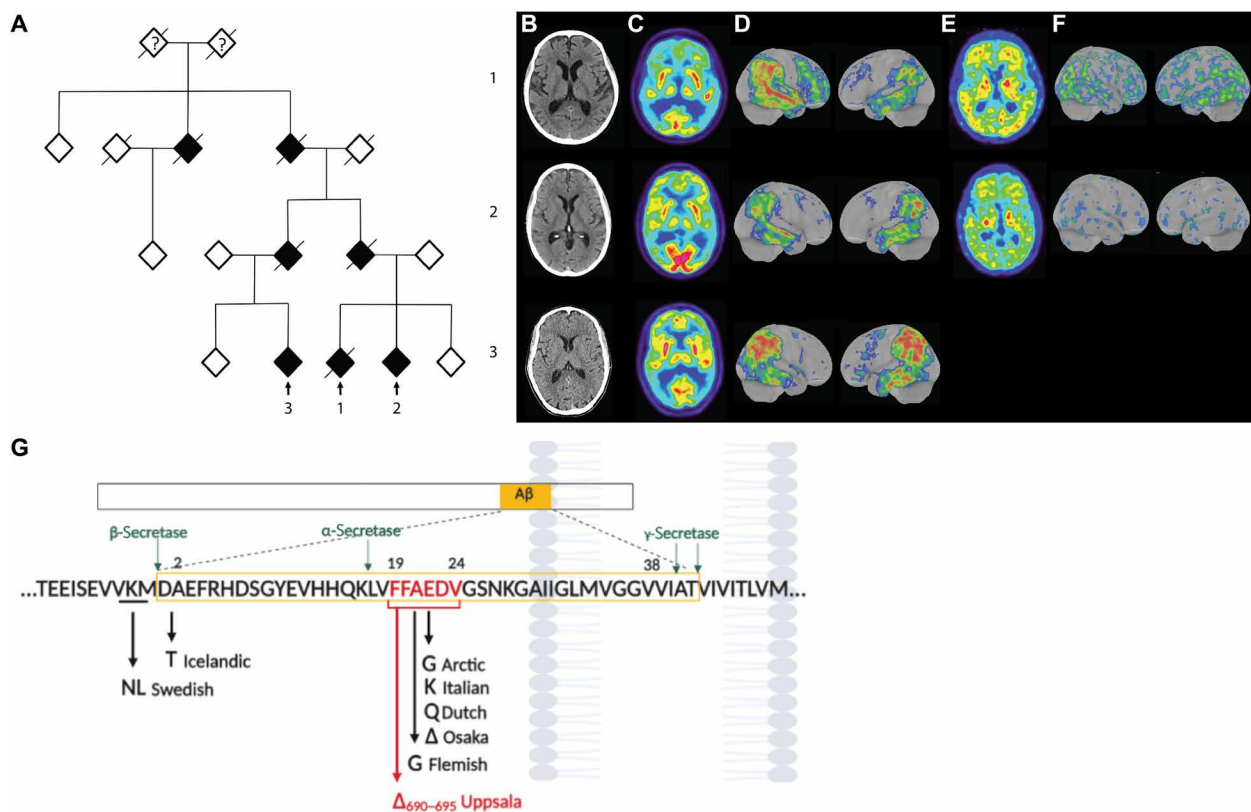 A
B
C
D
E
F
? ?
1
2
3
3 1 2
G
Aβ
β-Secretase
α-Secretase
γ-Secretase
2
19
24
38
...TEEISEVVKMDAEFRHDSGYEVHHQKLVFFAEDVGSNKGAIIGLMVGGVVIATVIVITLVM...
T Icelandic
NL Swedish
G Arctic
K Italian
Q Dutch
Δ Osaka
G Flemish
Δ690–695 Uppsala